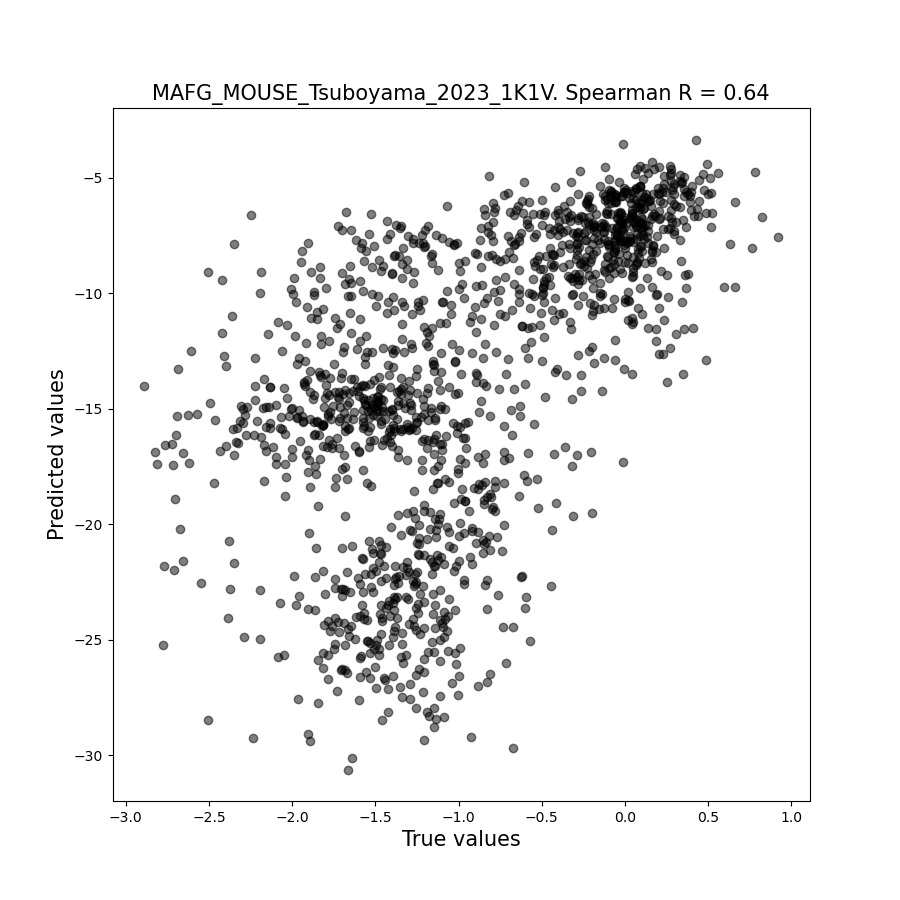 MAFG_MOUSE_Tsuboyama_2023_1K1V. Spearman R = 0.64
−5
−10
−15
−20
−25
−30
Predicted values
−3.0 −2.5 −2.0 −1.5 −1.0 −0.5 0.0 0.5 1.0
True values